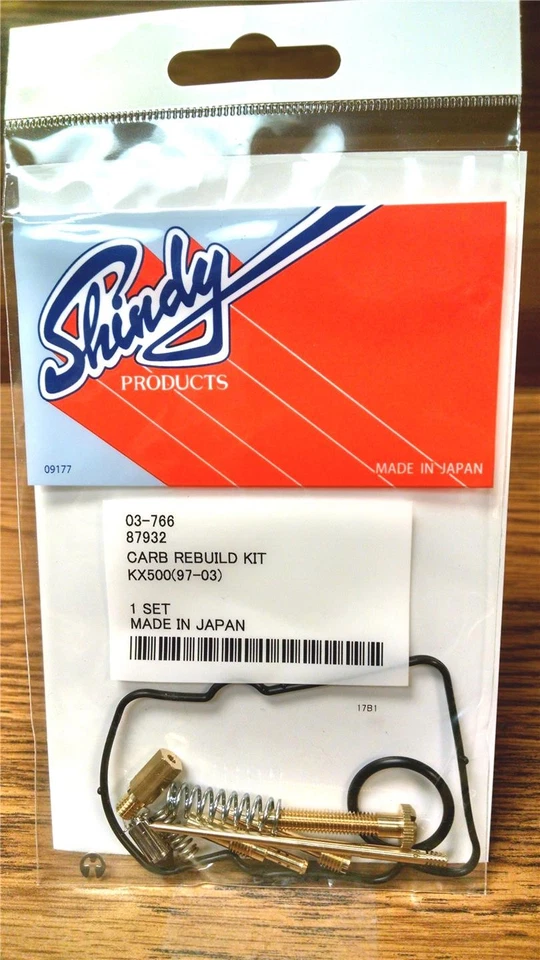 Shindy
PRODUCTS
09177
MADE IN JAPAN
03-766
87932
CARB REBUILD KIT
KX500(97-03)
1 SET
MADE IN JAPAN
17B1